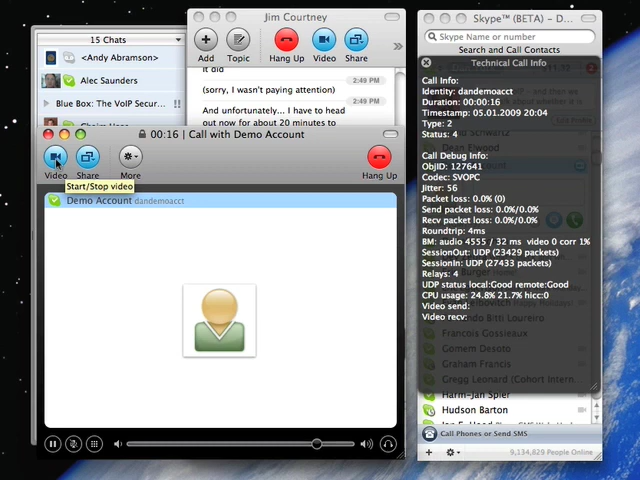 15 Chats
<Andy Abramson>
Alec Saunders
Blue Box: The VoIP Secur...
Jim Courtney
Add
Topic
Hang Up
Video
Share
It did
2:49 PM
(sorry, I wasn't paying attention)
2:49 PM
And unfortunately... I have to head
out now for about 20 minutes to
00:16 | Call with Demo Account
Video
Share
More
Hang Up
Start/Stop video
Demo Account dandemoacct
Skype™ (BETA) – D...
Skype Name or number
Search and Call Contacts
Technical Call Info
Call Info:
Identity: dandemoacct
Duration: 00:00:16
Timestamp: 05.01.2009 20:04
Type: 2
Status: 4
Call Debug Info:
ObjID: 127641
Codec: SVOPC
Jitter: 56
Packet loss: 0.0% (0)
Send packet loss: 0.0%/0.0%
Recv packet loss: 0.0%/0.0%
Roundtrip: 4ms
BM: audio 4555 / 32 ms video 0 corr 1%
SessionOut: UDP (23429 packets)
SessionIn: UDP (27433 packets)
Relays: 4
UDP status local:Good remote:Good
CPU usage: 24.8% 21.7% hicc:0
Video send:
Video recv:
Dean Elwood
Francois Gossieaux
Gomem Desoto
Graham Francis
Gregg Leonard (Cohort Intern...
Harm-Jan Spier
Hudson Barton
Call Phones or Send SMS
9,134,829 People Online